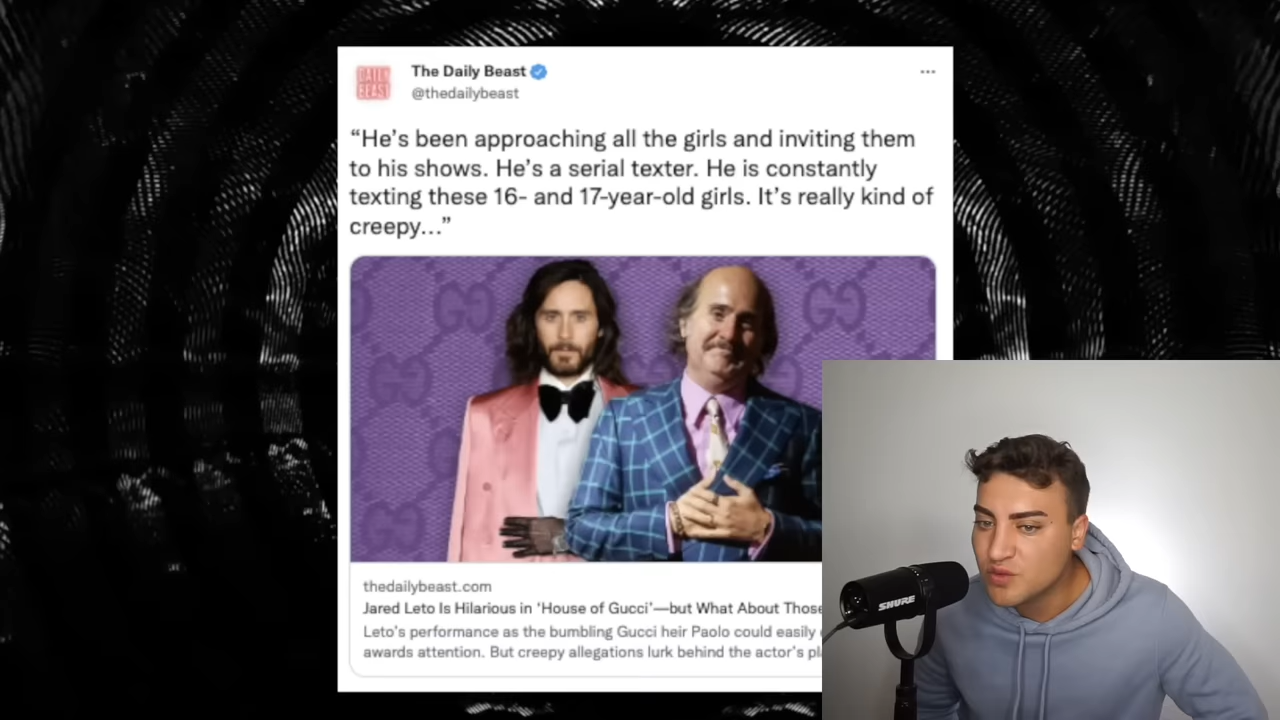 The Daily Beast
@thedailybeast
DAILY
BEAST
“He’s been approaching all the girls and inviting them
to his shows. He’s a serial texter. He is constantly
texting these 16- and 17-year-old girls. It’s really kind of
creepy...”
thedailybeast.com
Jared Leto Is Hilarious in ‘House of Gucci’—but What About Those
Leto’s performance as the bumbling Gucci heir Paolo could easily
awards attention. But creepy allegations lurk behind the actor’s
SHURE